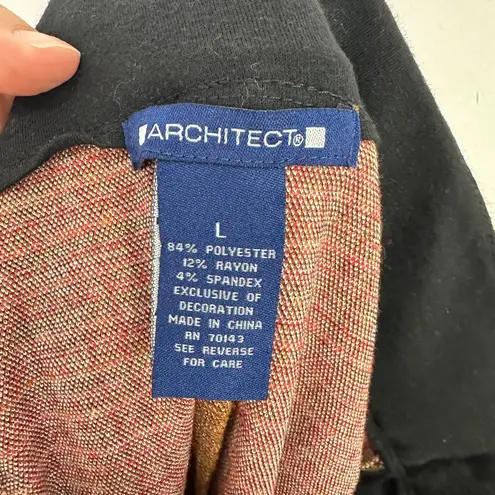 ARCHITECT®
L
84% POLYESTER
12% RAYON
4% SPANDEX
EXCLUSIVE OF
DECORATION
MADE IN CHINA
RN 70143
SEE REVERSE
FOR CARE